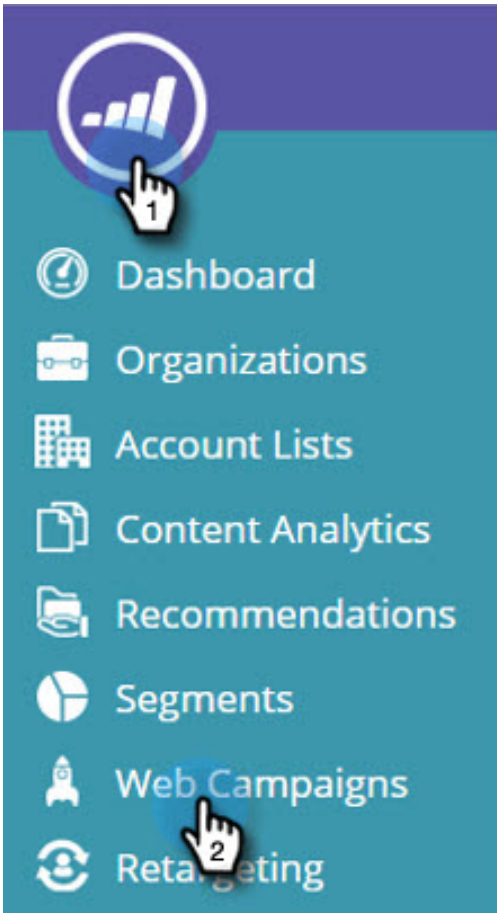 1
Dashboard
Organizations
Account Lists
Content Analytics
Recommendations
Segments
Web Campaigns
2
Retargeting